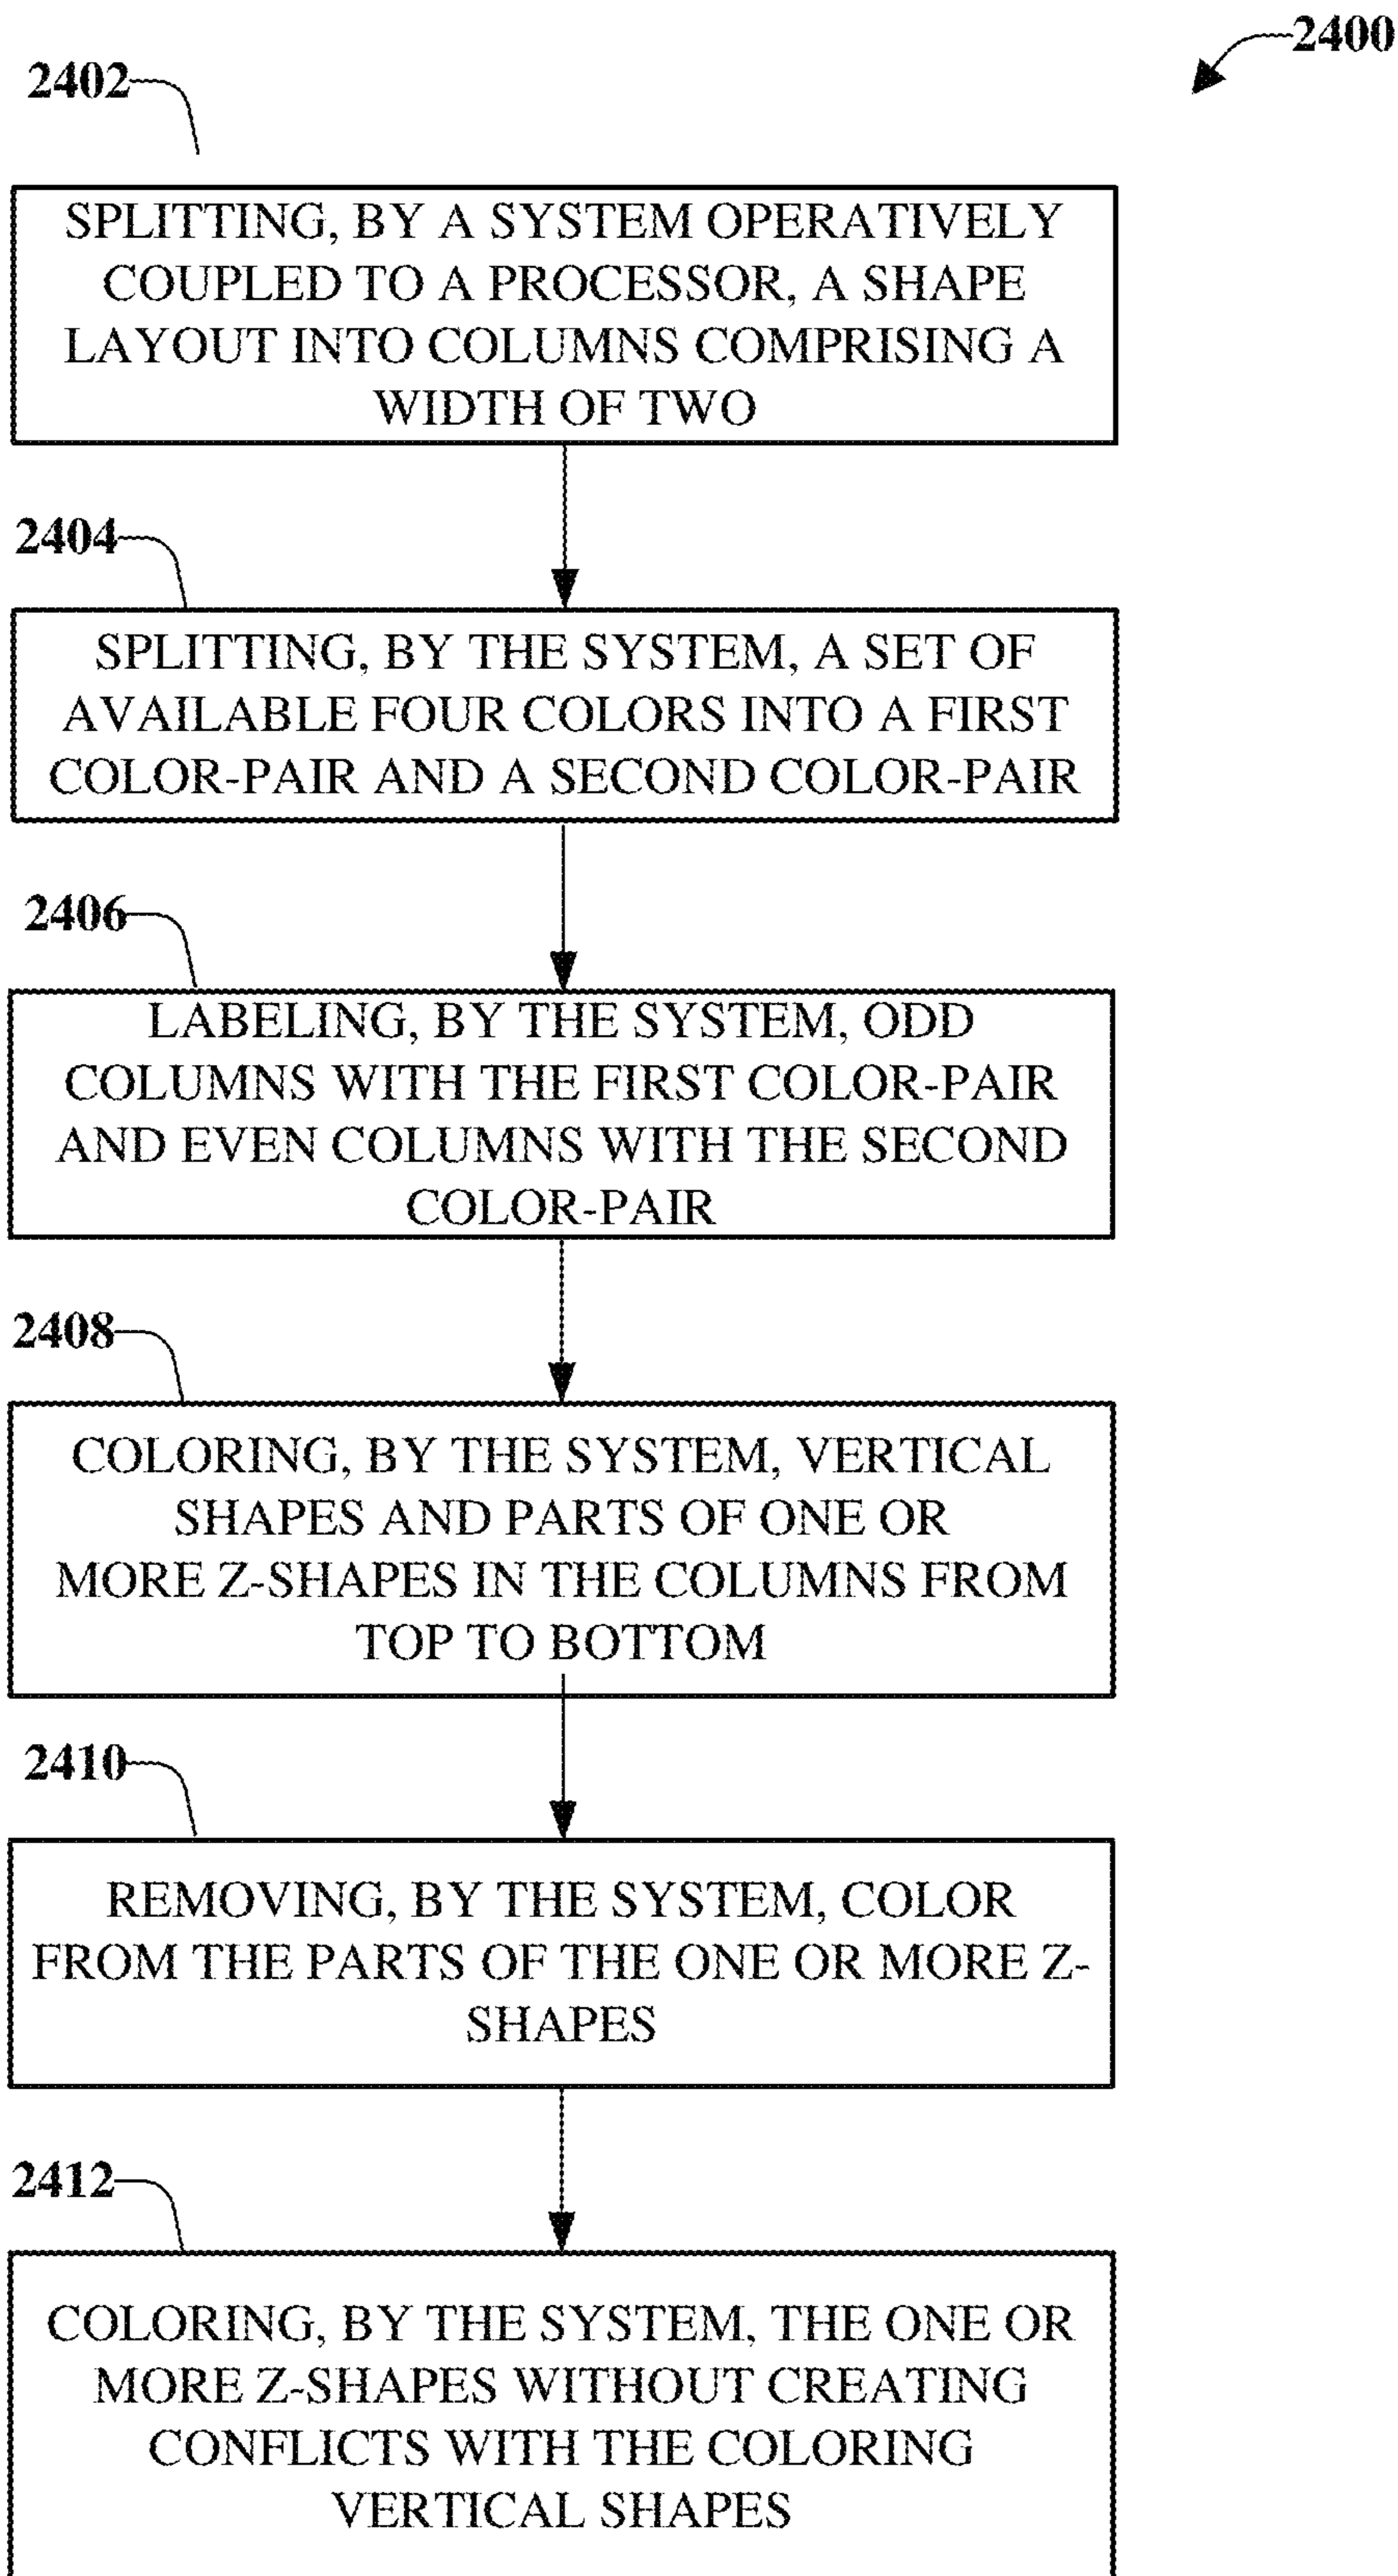 2400
2402
SPLITTING, BY A SYSTEM OPERATIVELY
COUPLED TO A PROCESSOR, A SHAPE
LAYOUT INTO COLUMNS COMPRISING A
WIDTH OF TWO
2404
SPLITTING, BY THE SYSTEM, A SET OF
AVAILABLE FOUR COLORS INTO A FIRST
COLOR-PAIR AND A SECOND COLOR-PAIR
2406
LABELING, BY THE SYSTEM, ODD
COLUMNS WITH THE FIRST COLOR-PAIR
AND EVEN COLUMNS WITH THE SECOND
COLOR-PAIR
2408
COLORING, BY THE SYSTEM, VERTICAL
SHAPES AND PARTS OF ONE OR
MORE Z-SHAPES IN THE COLUMNS FROM
TOP TO BOTTOM
2410
REMOVING, BY THE SYSTEM, COLOR
FROM THE PARTS OF THE ONE OR MORE Z-
SHAPES
2412
COLORING, BY THE SYSTEM, THE ONE OR
MORE Z-SHAPES WITHOUT CREATING
CONFLICTS WITH THE COLORING
VERTICAL SHAPES